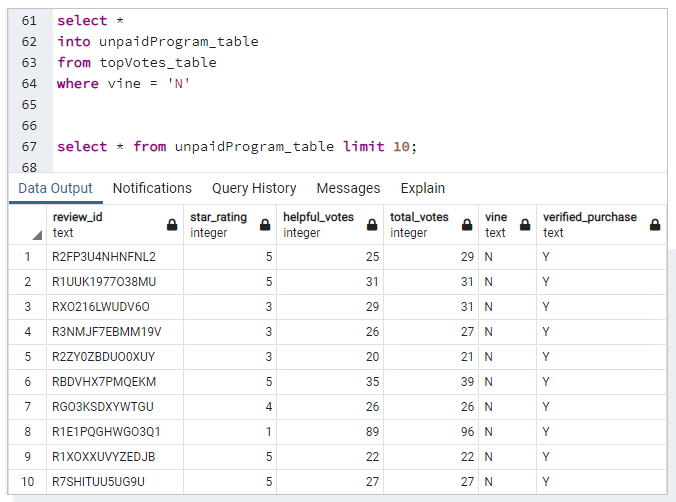 61 select *
62 into unpaidProgram_table
63 from topVotes_table
64 where vine = 'N'
65
66
67 select * from unpaidProgram_table limit 10;
68
Data Output Notifications Query History Messages Explain
review_id star_rating helpful_votes total_votes vine verified_purchase
text integer integer integer text text
1 R2FP3U4NHNFNL2 5 25 29 N Y
2 R1UUK1977O38MU 5 31 31 N Y
3 RXO216LWUDV6O 3 29 31 N Y
4 R3NMJF7EBMM19V 3 26 27 N Y
5 R2ZY0ZBDUO0XUY 3 20 21 N Y
6 RBDVHX7PMQEKM 5 35 39 N Y
7 RGO3KSDXYWTGU 4 26 26 N Y
8 R1E1PQGHWGO3Q1 1 89 96 N Y
9 R1XOXXUVYZEDJB 5 22 22 N Y
10 R7SHITUU5UG9U 5 27 27 N Y